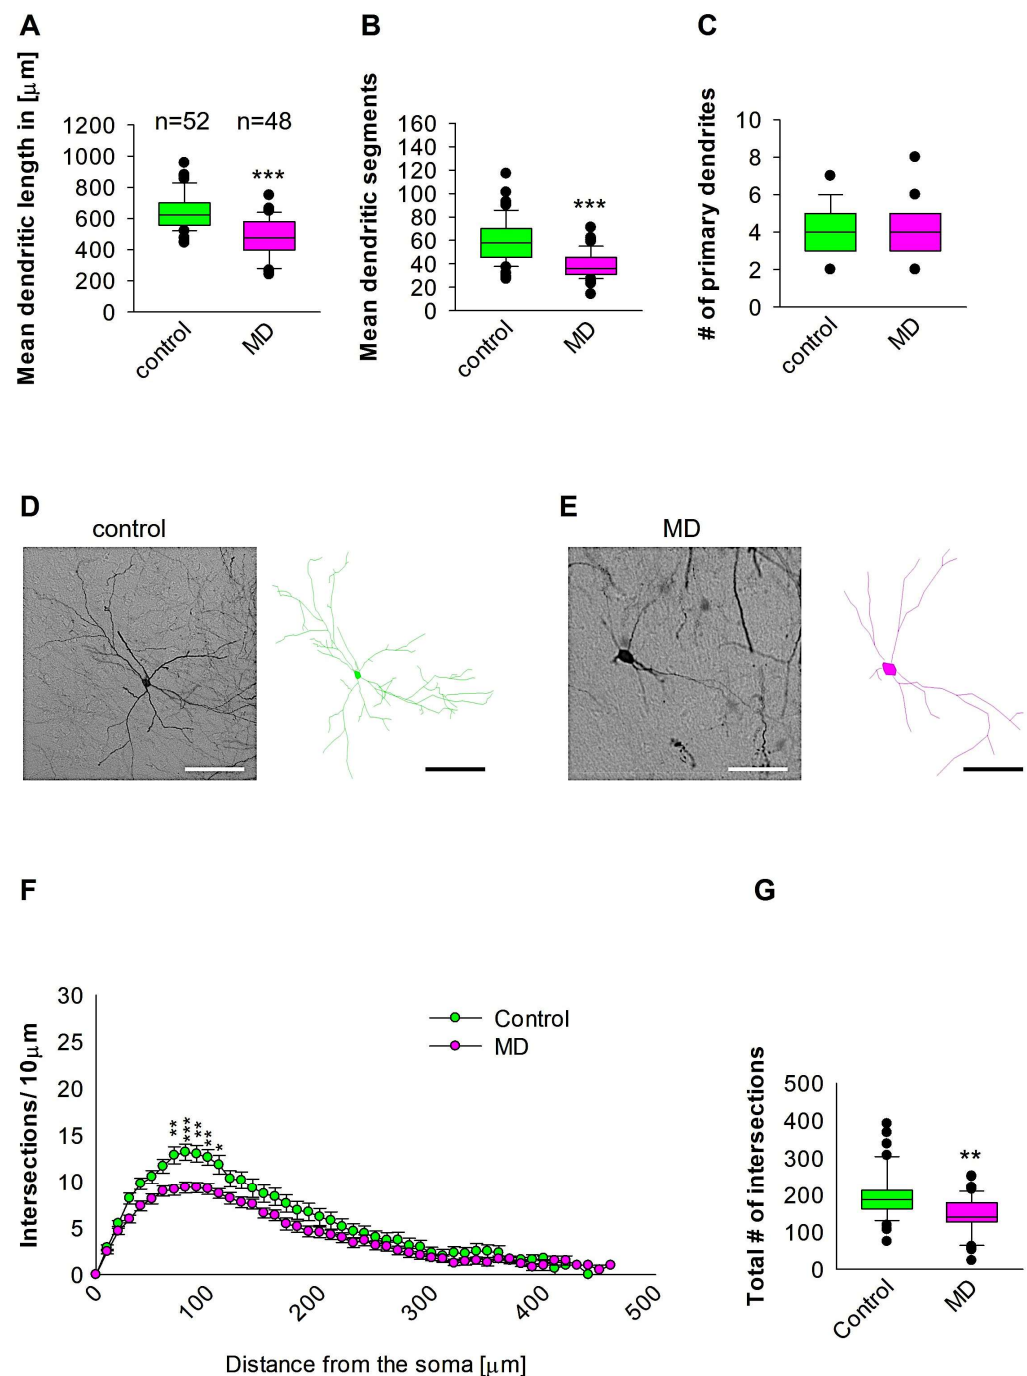 A
B
C
Mean dendritic length in [μm]
1200
1000
800
600
400
200
0
n=52 n=48
***
control
MD
Mean dendritic segments
160
140
120
100
80
60
40
20
0
***
control
MD
# of primary dendrites
10
8
6
4
2
0
control
MD
D
control
E
MD
F
Intersections/ 10μm
30
25
20
15
10
5
0
**
***
**
**
*
Control
MD
0
100
200
300
400
500
Distance from the soma [μm]
G
Total # of intersections
500
400
300
200
100
0
**
Control
MD